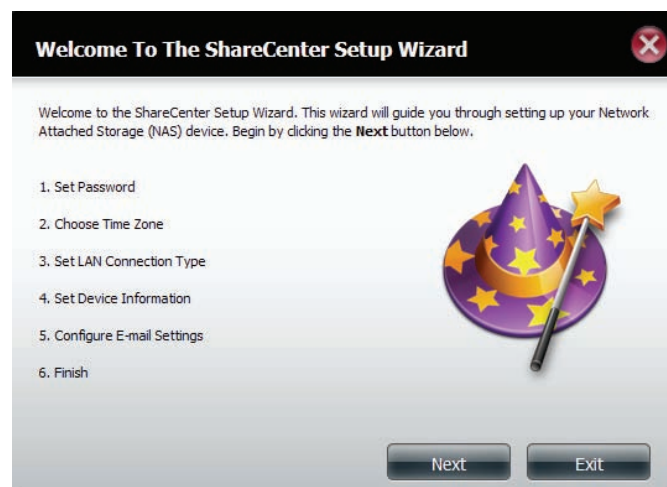 Welcome To The ShareCenter Setup Wizard
Welcome to the ShareCenter Setup Wizard. This wizard will guide you through setting up your Network
Attached Storage (NAS) device. Begin by clicking the Next button below.
1. Set Password
2. Choose Time Zone
3. Set LAN Connection Type
4. Set Device Information
5. Configure E-mail Settings
6. Finish
Next Exit